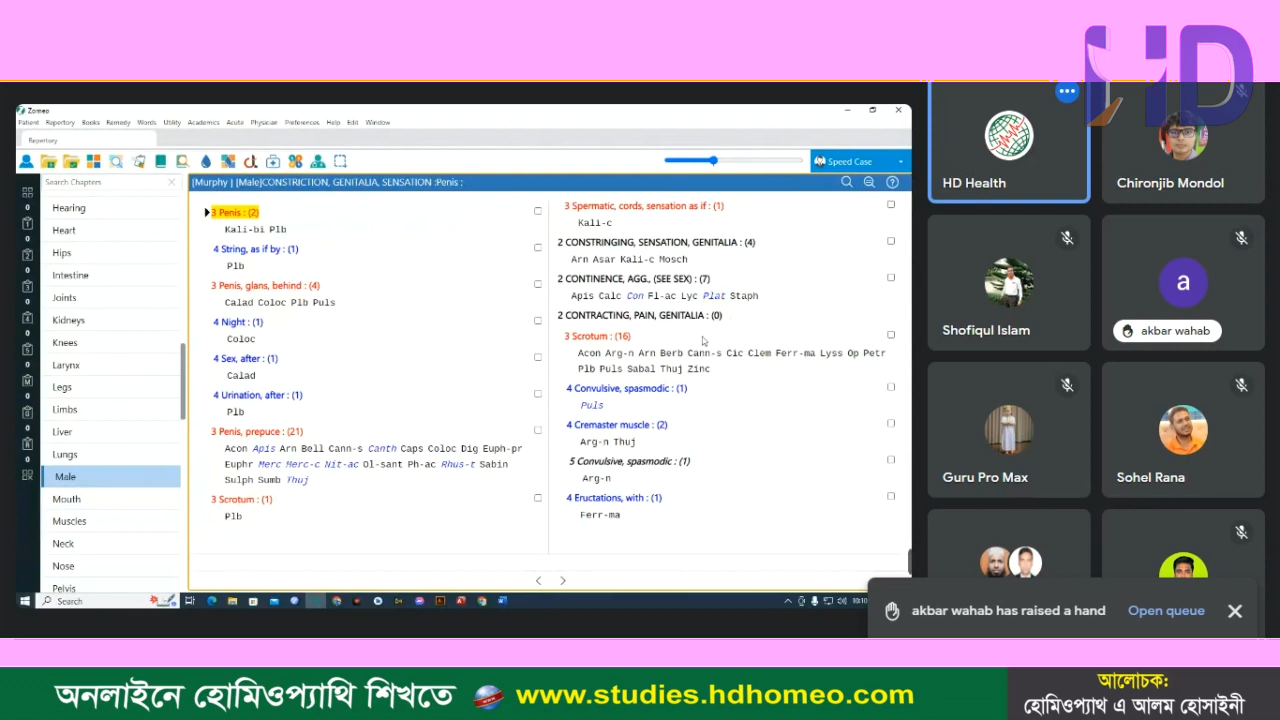 HD
Zomeo
Patient Repertory Books Remedy Words Utility Academics Acute Physician Preferences Help Edit Window
Repertory
Speed Case
Search Chapters
[Murphy ] [Male]CONSTRICTION, GENITALIA, SENSATION :Penis :
Hearing
Heart
Hips
Intestine
Joints
Kidneys
Knees
Larynx
Legs
Limbs
Liver
Lungs
Male
Mouth
Muscles
Neck
Nose
Pelvis
3 Penis : (2)
Kali-bi Plb
4 String, as if by : (1)
Plb
3 Penis, glans, behind : (4)
Calad Coloc Plb Puls
4 Night : (1)
Coloc
4 Sex, after : (1)
Calad
4 Urination, after : (1)
Plb
3 Penis, prepuce : (21)
Acon Apis Arn Bell Cann-s Canth Caps Coloc Dig Euph-pr
Euphr Merc Merc-c Nit-ac Ol-sant Ph-ac Rhus-t Sabin
Sulph Sumb Thuj
3 Scrotum : (1)
Plb
3 Spermatic, cords, sensation as if : (1)
Kali-c
2 CONSTRINGING, SENSATION, GENITALIA : (4)
Arn Asar Kali-c Mosch
2 CONTINENCE, AGG., (SEE SEX) : (7)
Apis Calc Con Fl-ac Lyc Plat Staph
2 CONTRACTING, PAIN, GENITALIA : (0)
3 Scrotum : (16)
Acon Arg-n Arn Berb Cann-s Cic Clem Ferr-ma Lyss Op Petr
Plb Puls Sabal Thuj Zinc
4 Convulsive, spasmodic : (1)
Puls
4 Cremaster muscle : (2)
Arg-n Thuj
5 Convulsive, spasmodic : (1)
Arg-n
4 Eructations, with : (1)
Ferr-ma
Search
HD Health
Chironjib Mondol
Shofiqul Islam
a
akbar wahab
Guru Pro Max
Sohel Rana
akbar wahab has raised a hand Open queue
অনলাইনে হোমিওপ্যাথি শিখতে www.studies.hdhomeo.com
আলোচক:
হোমিওপ্যাথ এ আলম হোসাইনী